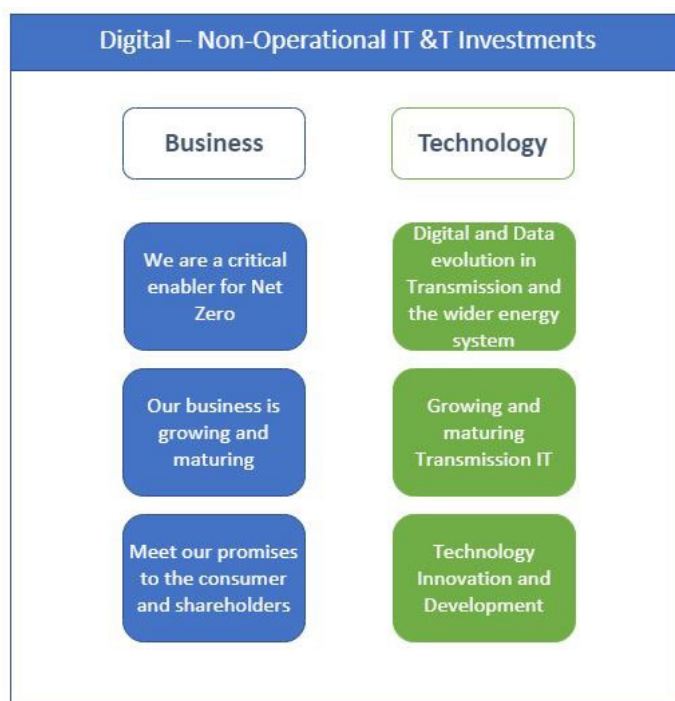 Digital – Non-Operational IT &T Investments
Business
Technology
We are a critical
enabler for Net
Zero
Digital and Data
evolution in
Transmission and
the wider energy
system
Our business is
growing and
maturing
Growing and
maturing
Transmission IT
Meet our promises
to the consumer
and shareholders
Technology
Innovation and
Development